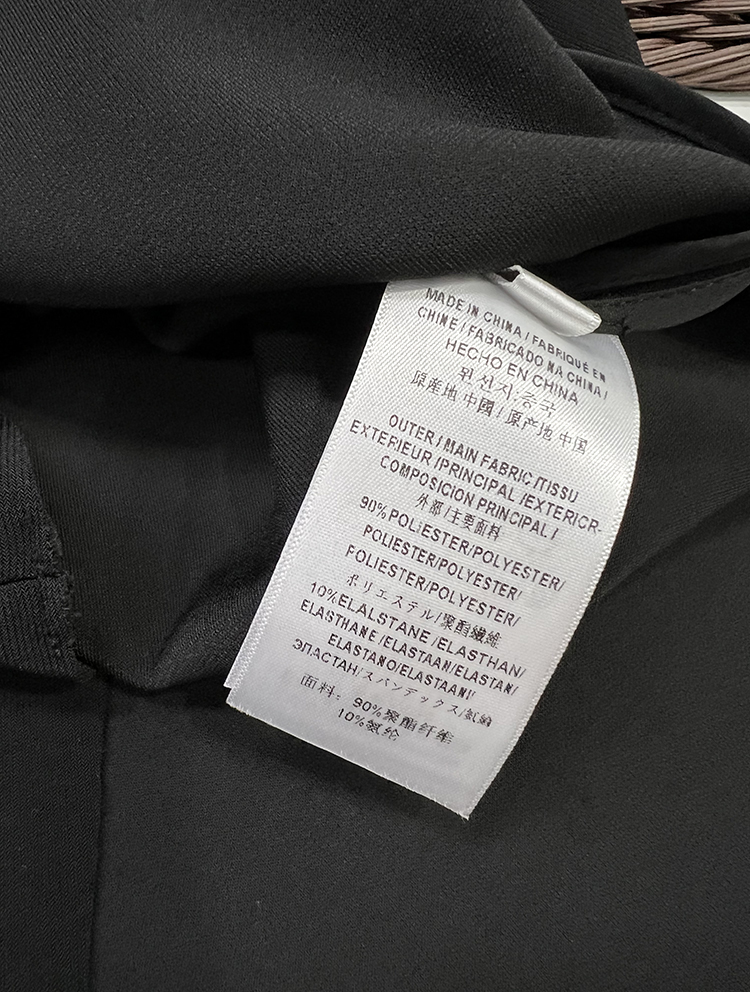 MADE IN CHINA / FABRIQUÉ EN
CHINE / FABRICADO NA CHINA /
HECHO EN CHINA
원산지:중국
原産地 中國 / 原产地 中国
OUTER / MAIN FABRIC /TISSU
EXTERIEUR /PRINCIPAL /EXTERICR-
COMPOSICION PRINCIPAL /
外部/主要面料
90%POLIESTER/POLYESTER/
POLIESTER/POLYESTER/
FOLIESTER/POLYESTER/
ポリエステル/聚酯纖維
10%ELALSTANE /ELASTHAN/
ELASTHANE /ELASTAAN/ELASTAN/
ELASTANO/ELASTAAN/
ЭЛАСТАН/スパンデックス/氨綸
面料: 90%聚酯纤维
10%氨纶